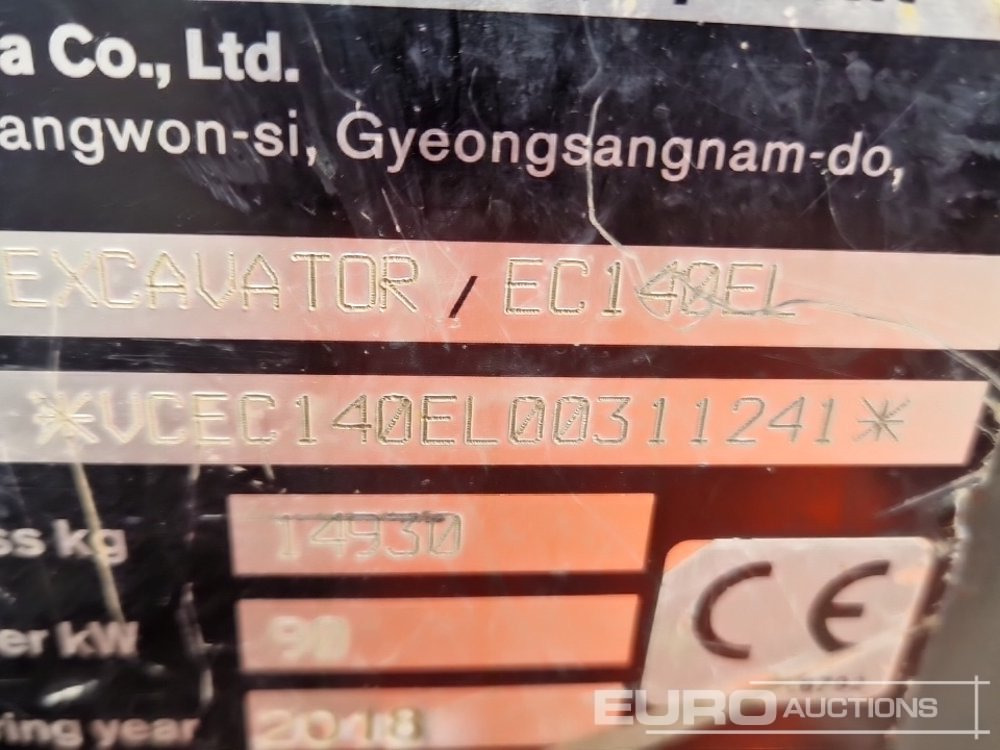 a Co., Ltd.
angwon-si, Gyeongsangnam-do,
EXCAVATOR / EC140EL
*VCEC140EL00311241*
ss kg 14930
er kW 90
ring year 2018
CE
EURO AUCTIONS